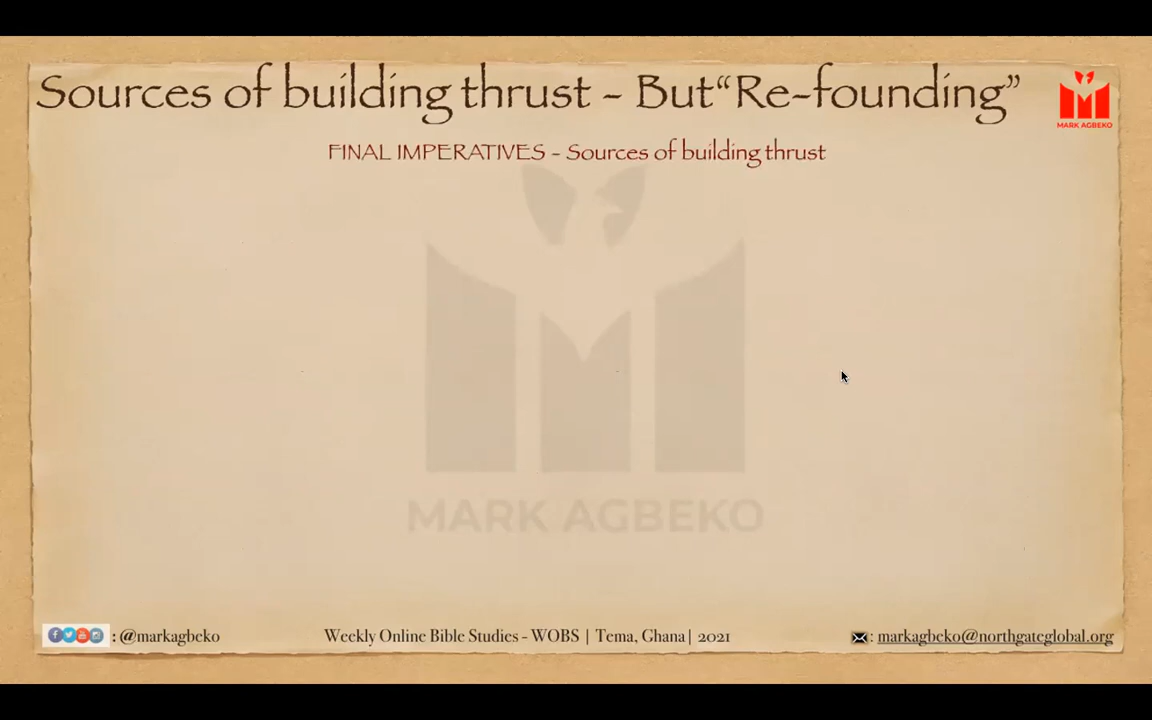 Sources of building thrust - But“Re-founding”
MARK AGBEKO
FINAL IMPERATIVES - Sources of building thrust
MARK AGBEKO
: @markagbeko
Weekly Online Bible Studies - WOBS | Tema, Ghana| 2021
: markagbeko@northgateglobal.org